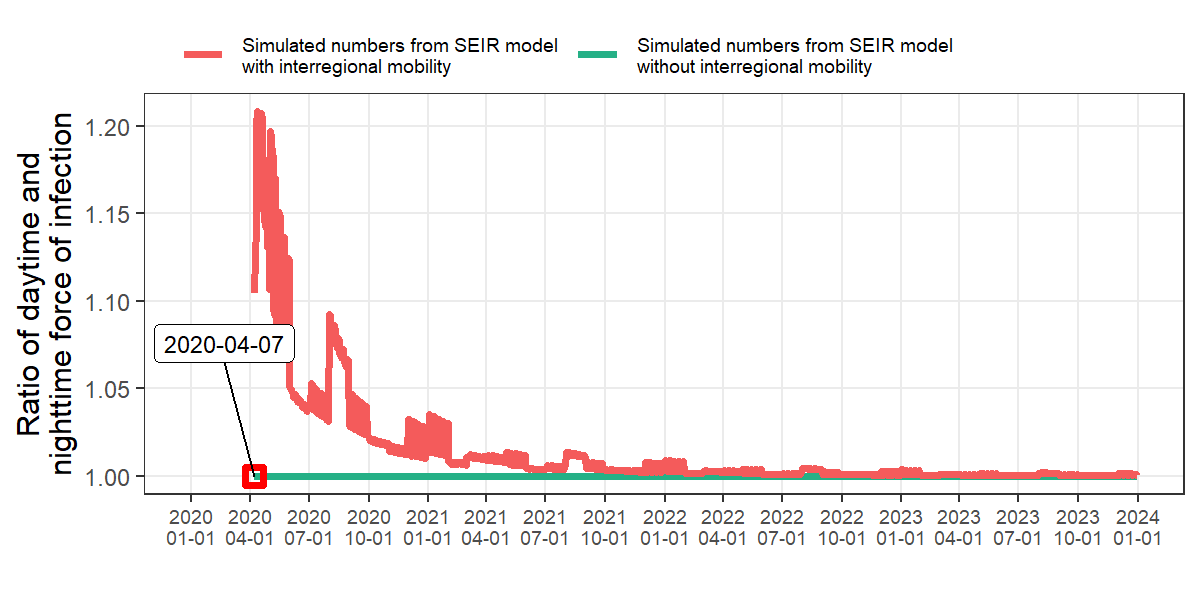 Simulated numbers from SEIR model
with interregional mobility
Simulated numbers from SEIR model
without interregional mobility
Ratio of daytime and
nighttime force of infection
1.20
1.15
1.10
1.05
1.00
2020-04-07
2020 2020 2020 2020 2021 2021 2021 2021 2022 2022 2022 2022 2023 2023 2023 2023 2024
01-01 04-01 07-01 10-01 01-01 04-01 07-01 10-01 01-01 04-01 07-01 10-01 01-01 04-01 07-01 10-01 01-01